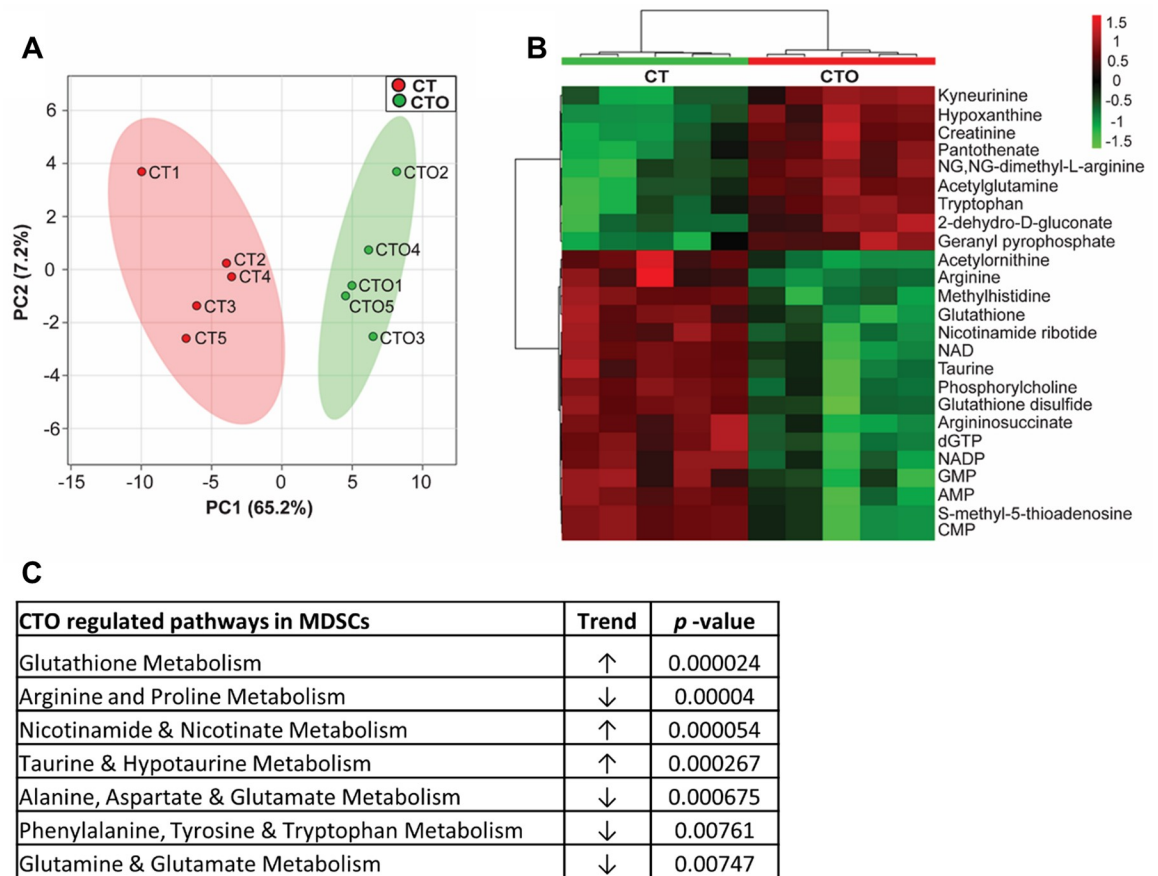 A
CT
CTO
6
4
2
0
-2
-4
-6
PC2 (7.2%)
CT1
CT2
CT4
CT3
CT5
CTO2
CTO4
CTO1
CTO5
CTO3
-15 -10 -5 0 5 10
PC1 (65.2%)
B
CT CTO
1.5
1
0.5
0
-0.5
-1
-1.5
Kyneurinine
Hypoxanthine
Creatinine
Pantothenate
NG,NG-dimethyl-L-arginine
Acetylglutamine
Tryptophan
2-dehydro-D-gluconate
Geranyl pyrophosphate
Acetylornithine
Arginine
Methylhistidine
Glutathione
Nicotinamide ribotide
NAD
Taurine
Phosphorylcholine
Glutathione disulfide
Argininosuccinate
dGTP
NADP
GMP
AMP
S-methyl-5-thioadenosine
CMP
C
CTO regulated pathways in MDSCs Trend p -value
Glutathione Metabolism ↑ 0.000024
Arginine and Proline Metabolism ↓ 0.00004
Nicotinamide & Nicotinate Metabolism ↑ 0.000054
Taurine & Hypotaurine Metabolism ↑ 0.000267
Alanine, Aspartate & Glutamate Metabolism ↓ 0.000675
Phenylalanine, Tyrosine & Tryptophan Metabolism ↓ 0.00761
Glutamine & Glutamate Metabolism ↓ 0.00747